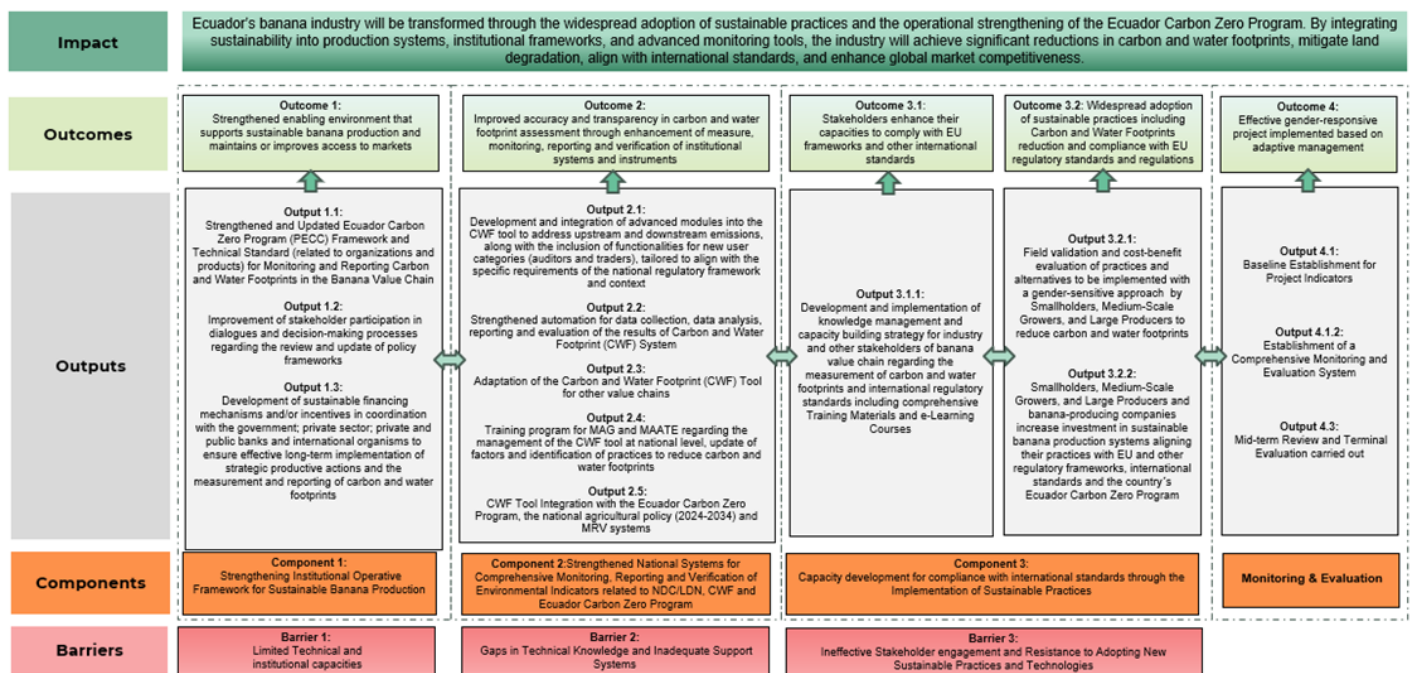 Impact
Ecuador's banana industry will be transformed through the widespread adoption of sustainable practices and the operational strengthening of the Ecuador Carbon Zero Program. By integrating
sustainability into production systems, institutional frameworks, and advanced monitoring tools, the industry will achieve significant reductions in carbon and water footprints, mitigate land
degradation, align with international standards, and enhance global market competitiveness.
Outcomes
Outcome 1:
Strengthened enabling environment that
supports sustainable banana production and
maintains or improves access to markets
Outcome 2:
Improved accuracy and transparency in carbon and water
footprint assessment through enhancement of measure,
monitoring, reporting and verification of institutional
systems and instruments
Outcome 3.1:
Stakeholders enhance their
capacities to comply with EU
frameworks and other international
standards
Outcome 3.2: Widespread adoption
of sustainable practices including
Carbon and Water Footprints
reduction and compliance with EU
regulatory standards and regulations
Outcome 4:
Effective gender-responsive
project implemented based on
adaptive management
Outputs
Output 1.1:
Strengthened and Updated Ecuador Carbon
Zero Program (PECC) Framework and
Technical Standard (related to organizations and
products) for Monitoring and Reporting Carbon
and Water Footprints in the Banana Value Chain
Output 1.2:
Improvement of stakeholder participation in
dialogues and decision-making processes
regarding the review and update of policy
frameworks
Output 1.3:
Development of sustainable financing
mechanisms and/or incentives in coordination
with the government; private sector; private and
public banks and international organisms to
ensure effective long-term implementation of
strategic productive actions and the
measurement and reporting of carbon and water
footprints
Output 2.1:
Development and integration of advanced modules into the
CWF tool to address upstream and downstream emissions,
along with the inclusion of functionalities for new user
categories (auditors and traders), tailored to align with the
specific requirements of the national regulatory framework
and context
Output 2.2:
Strengthened automation for data collection, data analysis,
reporting and evaluation of the results of Carbon and Water
Footprint (CWF) System
Output 2.3:
Adaptation of the Carbon and Water Footprint (CWF) Tool
for other value chains
Output 2.4:
Training program for MAG and MAATE regarding the
management of the CWF tool at national level, update of
factors and identification of practices to reduce carbon and
water footprints
Output 2.5:
CWF Tool Integration with the Ecuador Carbon Zero
Program, the national agricultural policy (2024-2034) and
MRV systems
Output 3.1.1:
Development and implementation of
knowledge management and
capacity building strategy for industry
and other stakeholders of banana
value chain regarding the
measurement of carbon and water
footprints and international regulatory
standards including comprehensive
Training Materials and e-Learning
Courses
Output 3.2.1:
Field validation and cost-benefit
evaluation of practices and
alternatives to be implemented with
a gender-sensitive approach by
Smallholders, Medium-Scale
Growers, and Large Producers to
reduce carbon and water footprints
Output 3.2.2:
Smallholders, Medium-Scale
Growers, and Large Producers and
banana-producing companies
increase investment in sustainable
banana production systems aligning
their practices with EU and other
regulatory frameworks, international
standards and the country's
Ecuador Carbon Zero Program
Output 4.1:
Baseline Establishment for
Project Indicators
Output 4.1.2:
Establishment of a
Comprehensive Monitoring and
Evaluation System
Output 4.3:
Mid-term Review and Terminal
Evaluation carried out
Components
Component 1:
Strengthening Institutional Operative
Framework for Sustainable Banana Production
Component 2:Strengthened National Systems for
Comprehensive Monitoring, Reporting and Verification of
Environmental Indicators related to NDC/LDN, CWF and
Ecuador Carbon Zero Program
Component 3:
Capacity development for compliance with international standards through the
Implementation of Sustainable Practices
Monitoring & Evaluation
Barriers
Barrier 1:
Limited Technical and
institutional capacities
Barrier 2:
Gaps in Technical Knowledge and Inadequate Support
Systems
Barrier 3:
Ineffective Stakeholder engagement and Resistance to Adopting New
Sustainable Practices and Technologies